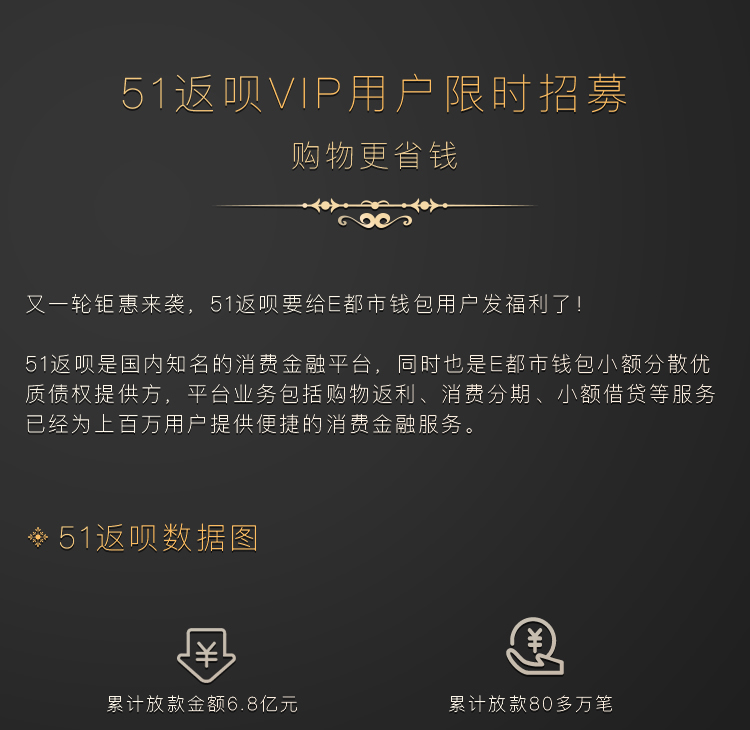 51返呗VIP用户限时招募
购物更省钱
又一轮钜惠来袭，51返呗要给E都市钱包用户发福利了！
51返呗是国内知名的消费金融平台，同时也是E都市钱包小额分散优
质债权提供方，平台业务包括购物返利、消费分期、小额借贷等服务
已经为上百万用户提供便捷的消费金融服务。
51返呗数据图
累计放款金额6.8亿元
累计放款80多万笔